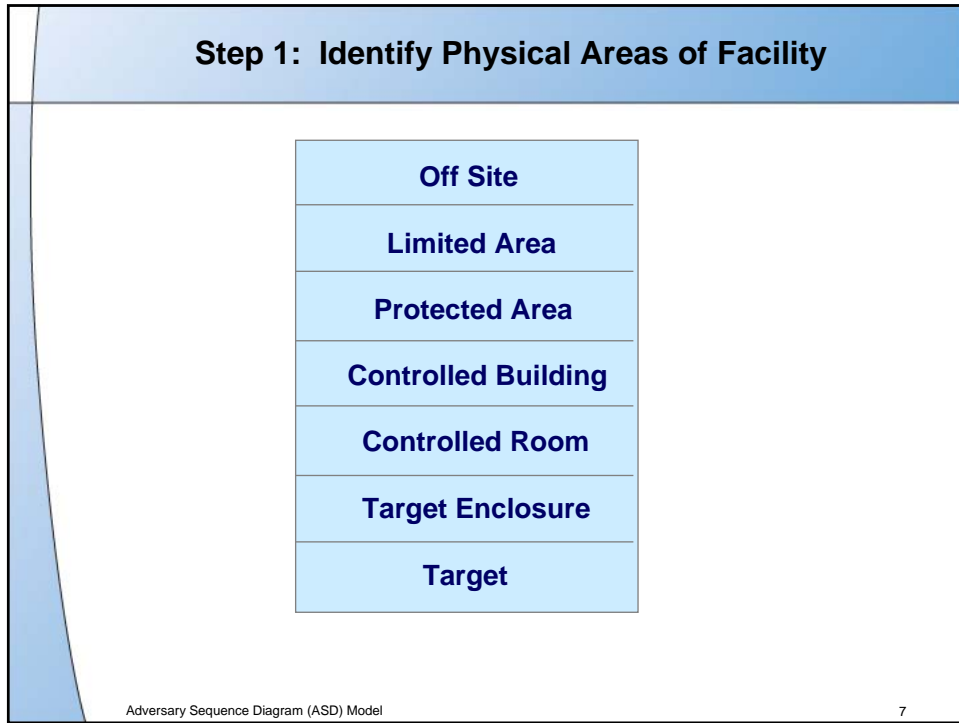 Step 1: Identify Physical Areas of Facility
Off Site
Limited Area
Protected Area
Controlled Building
Controlled Room
Target Enclosure
Target
Adversary Sequence Diagram (ASD) Model
7